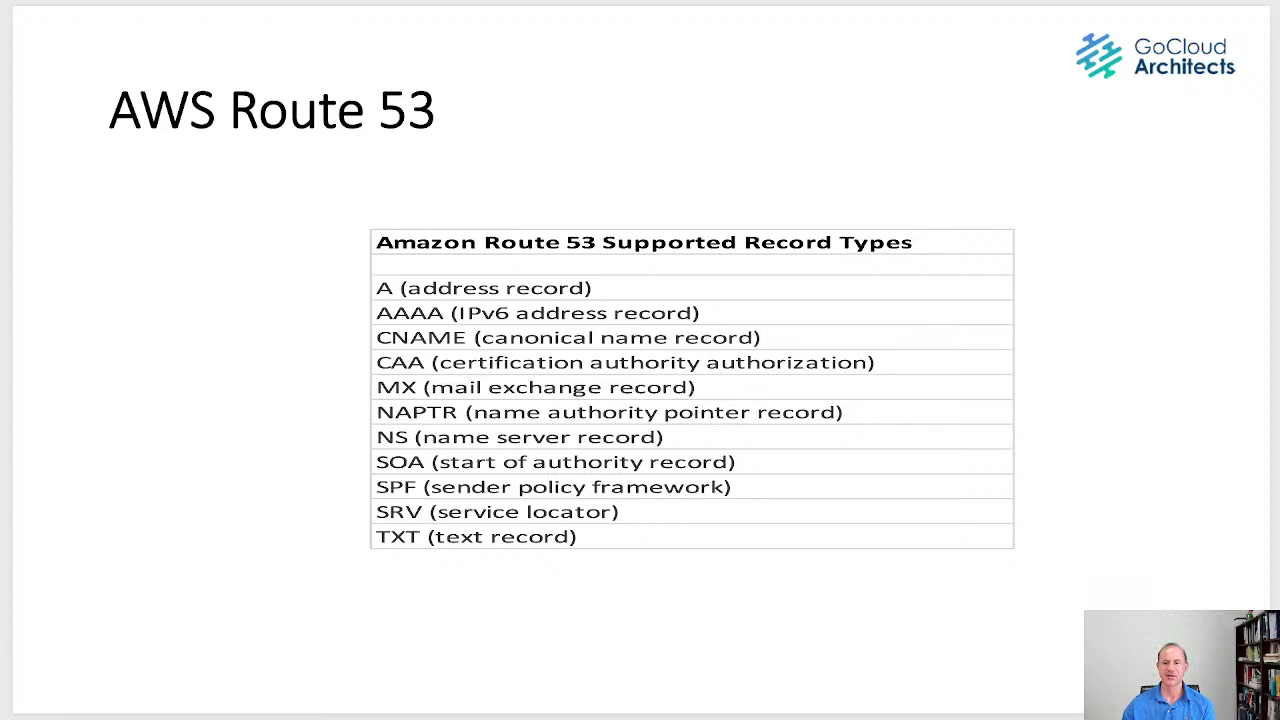 GoCloud
Architects
AWS Route 53
Amazon Route 53 Supported Record Types
A (address record)
AAAA (IPv6 address record)
CNAME (canonical name record)
CAA (certification authority authorization)
MX (mail exchange record)
NAPTR (name authority pointer record)
NS (name server record)
SOA (start of authority record)
SPF (sender policy framework)
SRV (service locator)
TXT (text record)